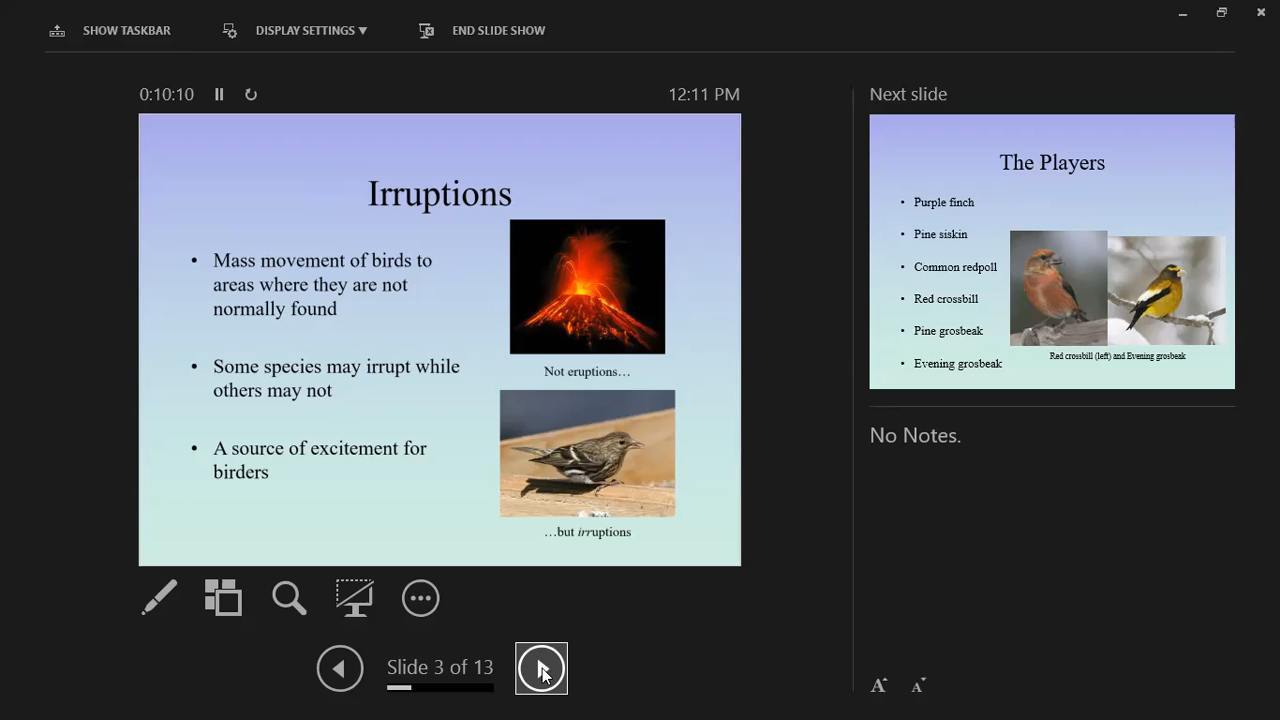 SHOW TASKBAR
DISPLAY SETTINGS ▼
END SLIDE SHOW
0:10:10
12:11 PM
Irruptions
• Mass movement of birds to
areas where they are not
normally found
• Some species may irrupt while
others may not
• A source of excitement for
birders
Not eruptions…
…but irruptions
Slide 3 of 13
Next slide
The Players
• Purple finch
• Pine siskin
• Common redpoll
• Red crossbill
• Pine grosbeak
• Evening grosbeak
Red crossbill (left) and Evening grosbeak
No Notes.
A A